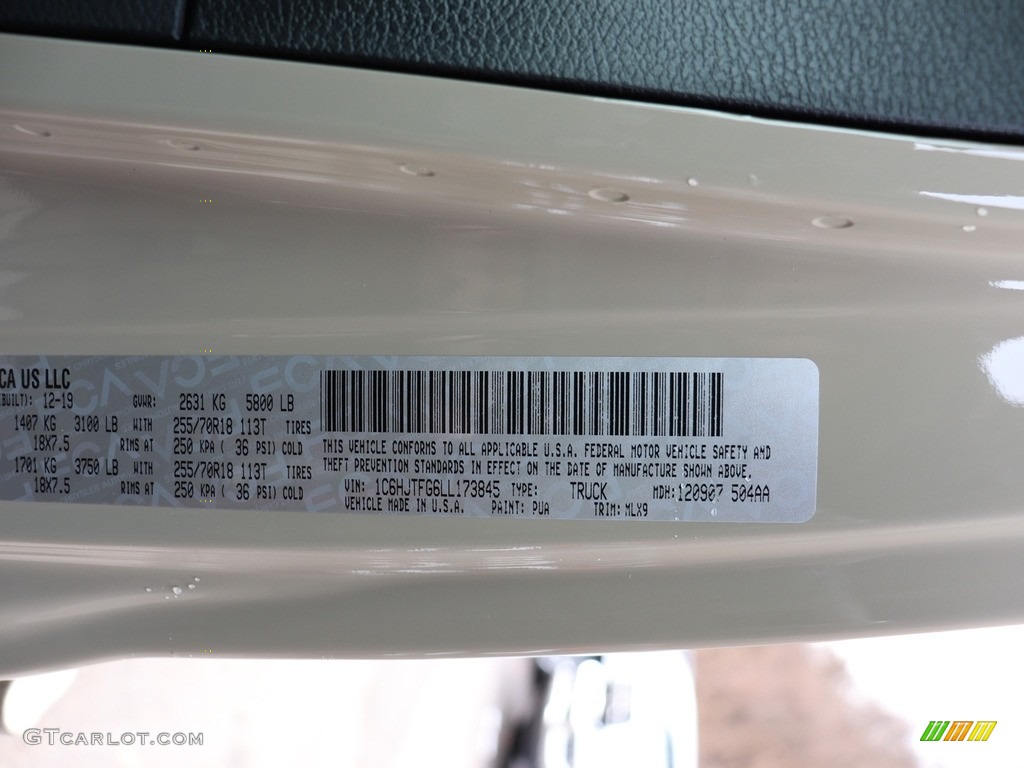 CA US LLC
BUILT): 12-19 GVWR: 2631 KG 5800 LB
1407 KG 3100 LB WITH 255/70R18 113T TIRES
18X7.5 RIMS AT 250 KPA ( 36 PSI) COLD
1701 KG 3750 LB WITH 255/70R18 113T TIRES
18X7.5 RIMS AT 250 KPA ( 36 PSI) COLD
THIS VEHICLE CONFORMS TO ALL APPLICABLE U.S.A. FEDERAL MOTOR VEHICLE SAFETY AND
THEFT PREVENTION STANDARDS IN EFFECT ON THE DATE OF MANUFACTURE SHOWN ABOVE.
VIN: 1C6HJTFG6LL173845 TYPE: TRUCK MDH: 120907 504AA
VEHICLE MADE IN U.S.A. PAINT: PUA TRIM: MLX9
GTCARLOT.COM